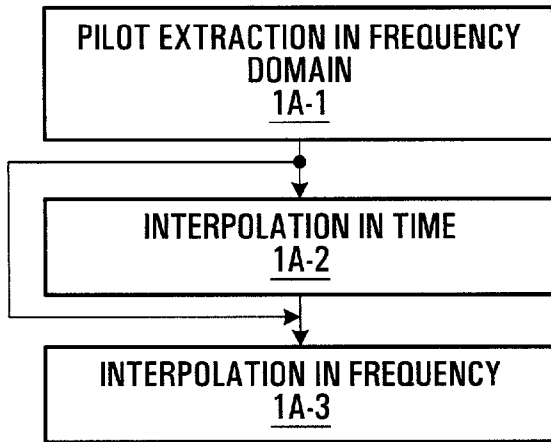 PILOT EXTRACTION IN FREQUENCY
DOMAIN
1A-1
INTERPOLATION IN TIME
1A-2
INTERPOLATION IN FREQUENCY
1A-3